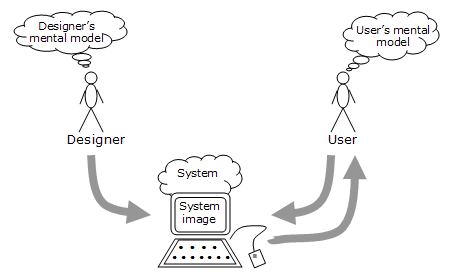 Designer's
mental model
User's mental
model
Designer
User
System
System
image